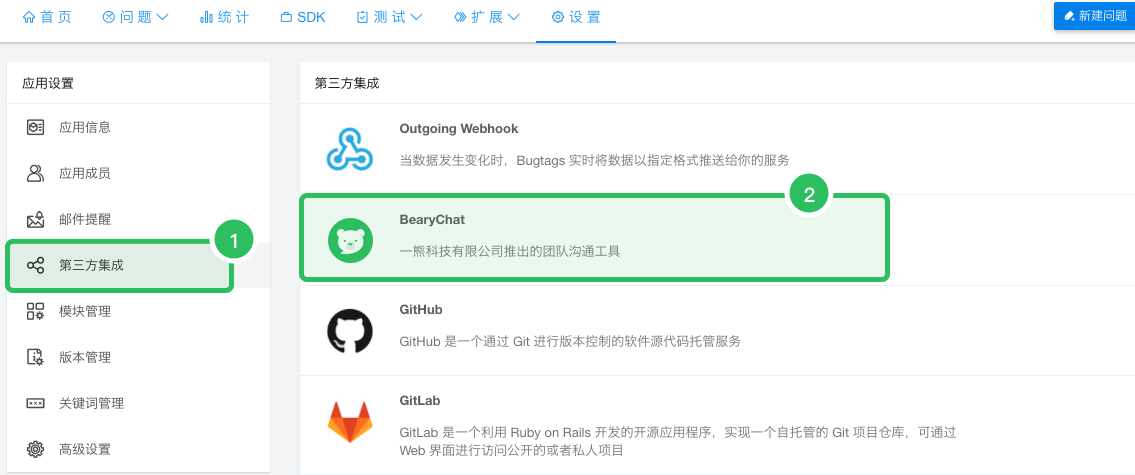 首 页 问 题 统 计 SDK 测 试 扩 展 设 置 新建问题
应用设置
应用信息
应用成员
邮件提醒
1
第三方集成
模块管理
版本管理
关键词管理
高级设置
第三方集成
Outgoing Webhook
当数据发生变化时，Bugtags 实时将数据以指定格式推送给你的服务
2
BearyChat
一熊科技有限公司推出的团队沟通工具
GitHub
GitHub 是一个通过 Git 进行版本控制的软件源代码托管服务
GitLab
GitLab 是一个利用 Ruby on Rails 开发的开源应用程序，实现一个自托管的 Git 项目仓库，可通过
Web 界面进行访问公开的或者私人项目